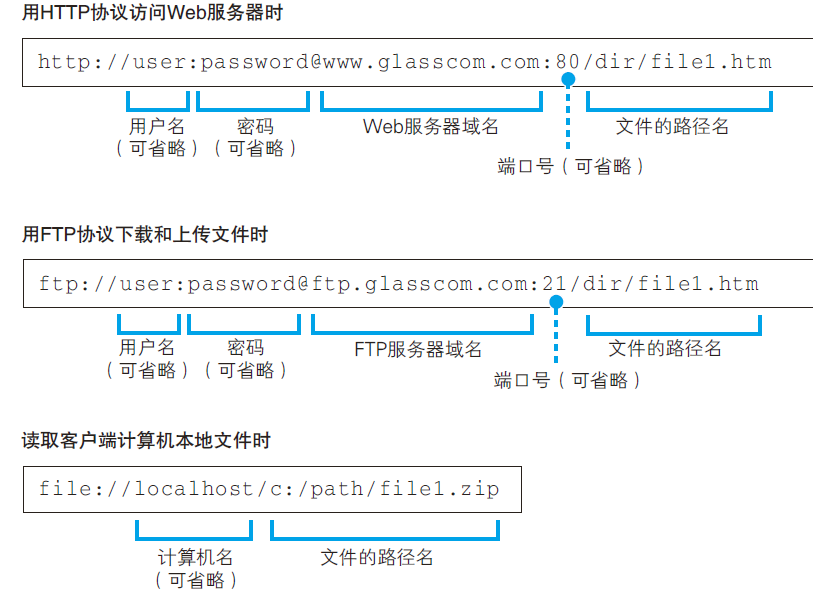 用HTTP协议访问Web服务器时
http://user:password@www.glasscom.com:80/dir/file1.htm
用户名 密码 Web服务器域名 文件的路径名
（可省略）（可省略）
端口号（可省略）
用FTP协议下载和上传文件时
ftp://user:password@ftp.glasscom.com:21/dir/file1.htm
用户名 密码 FTP服务器域名 文件的路径名
（可省略）（可省略）
端口号（可省略）
读取客户端计算机本地文件时
file://localhost/c:/path/file1.zip
计算机名 文件的路径名
（可省略）